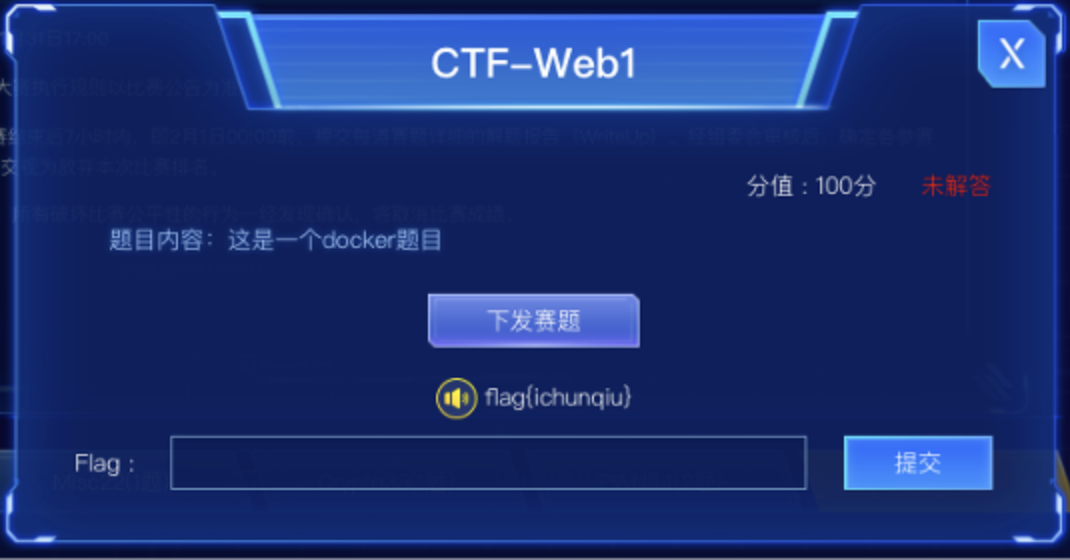 CTF-Web1
X
分值：100分 未解答
题目内容：这是一个docker题目
下发赛题
flag{ichunqiu}
Flag：
提交